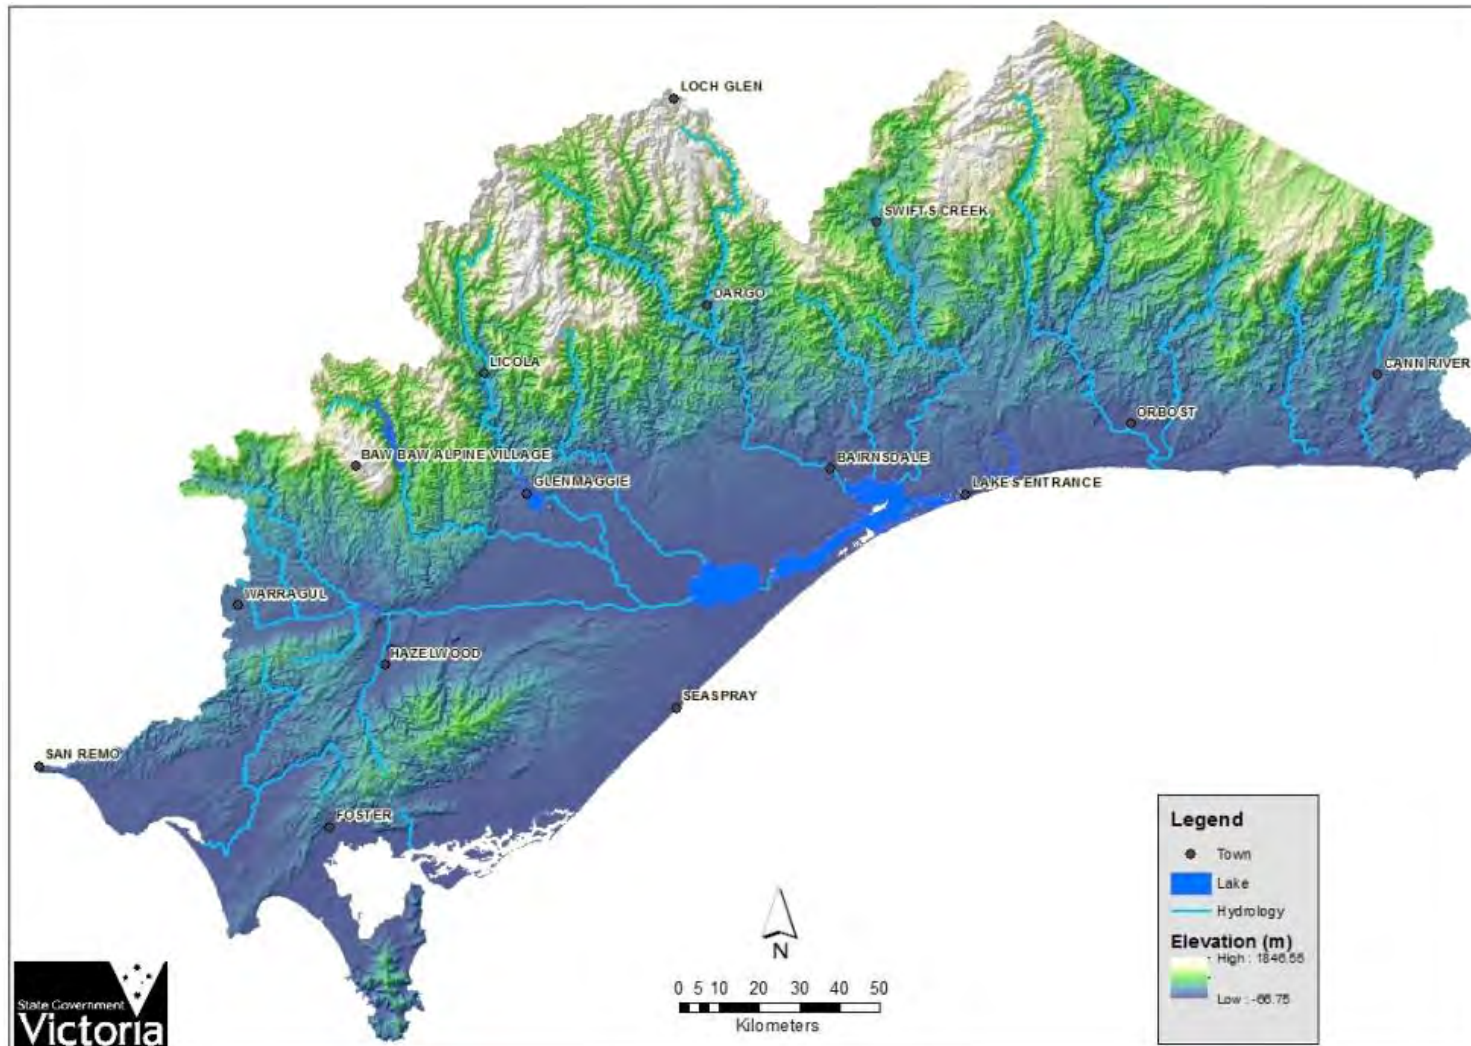 LOCH GLEN
SWIFTS CREEK
DARGO
LICOLA
CANN RIVER
ORBOST
BAW BAW ALPINE VILLAGE
BAIRNSDALE
GLENMAGGIE
LAKES ENTRANCE
WARRAGUL
HAZELWOOD
SEASPRAY
SAN REMO
FOSTER
Legend
Town
Lake
Hydrology
Elevation (m)
High : 1846.55
Low : -66.75
N
0 5 10 20 30 40 50
Kilometers
State Government
Victoria